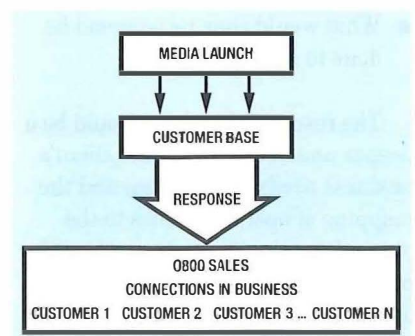 MEDIA LAUNCH
CUSTOMER BASE
RESPONSE
0800 SALES
CONNECTIONS IN BUSINESS
CUSTOMER 1 CUSTOMER 2 CUSTOMER 3 ... CUSTOMER N